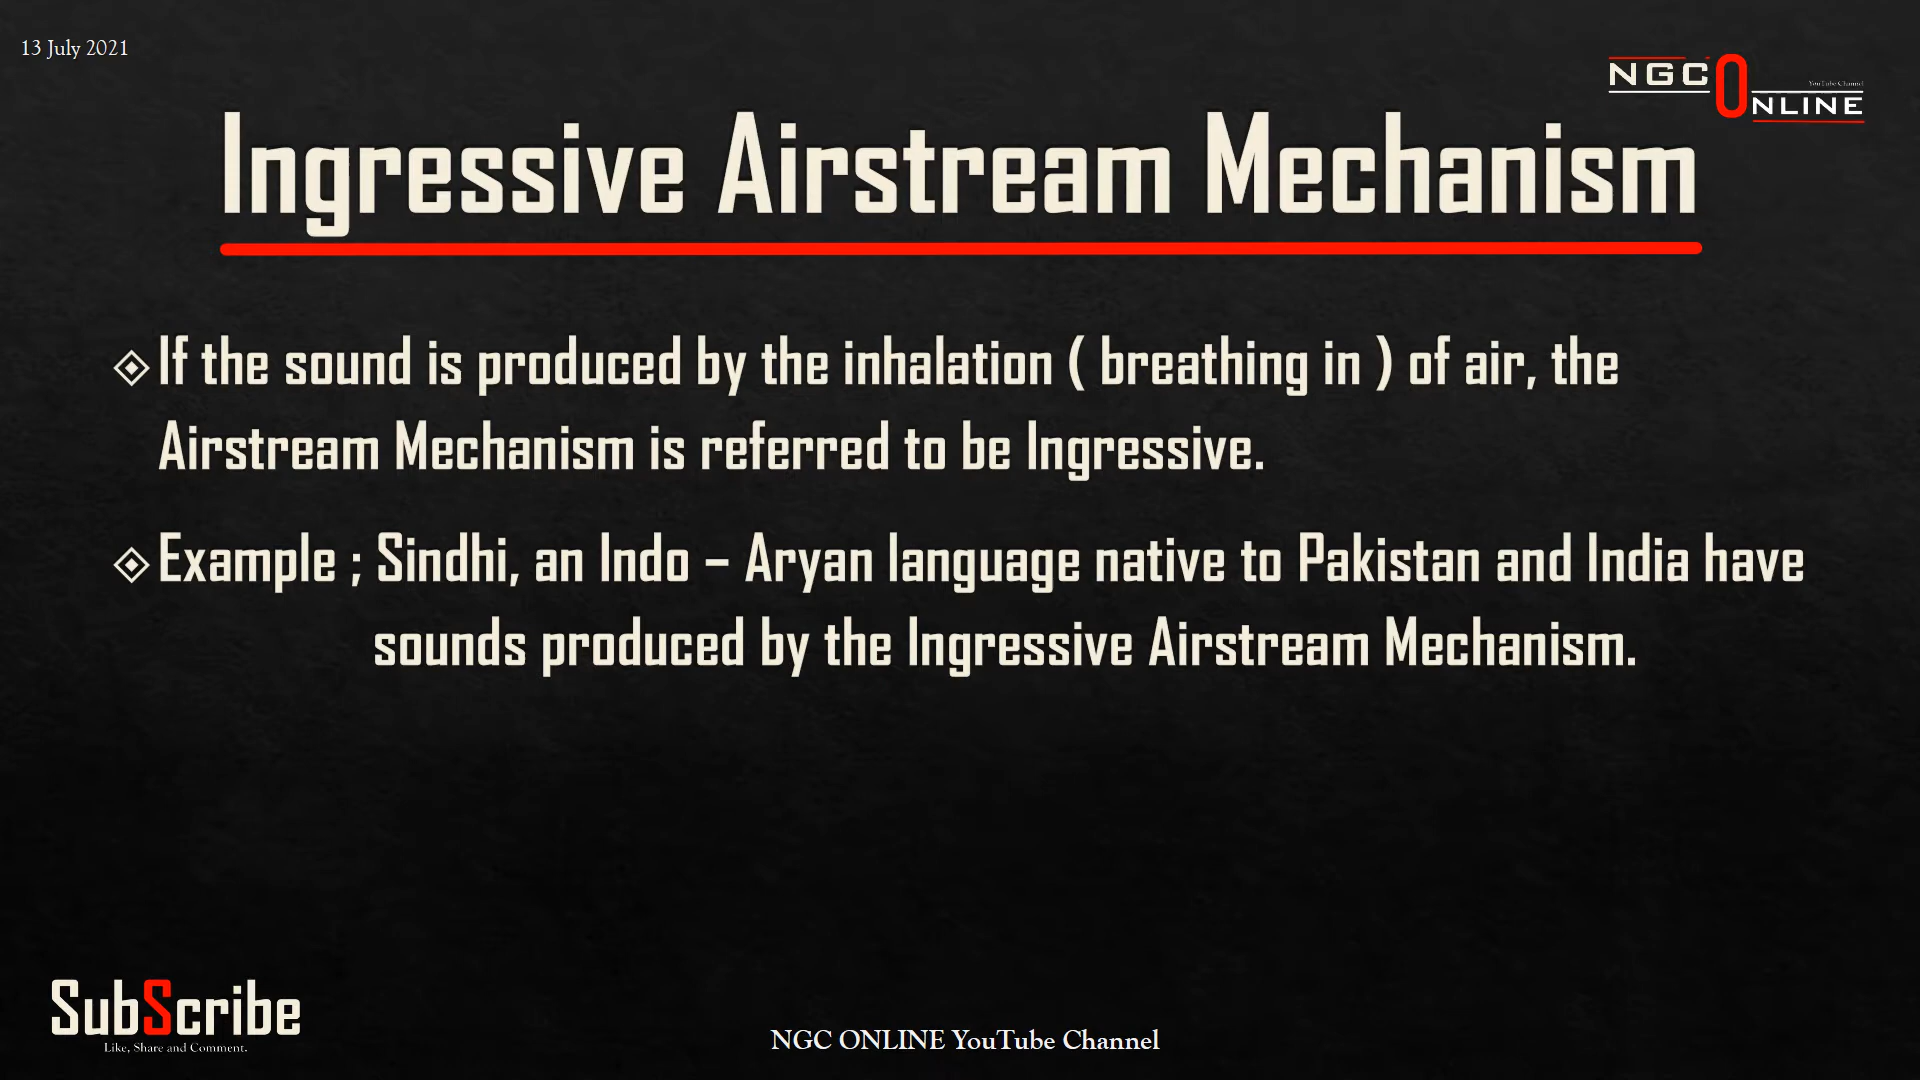 13 July 2021
NGC ONLINE
YouTube Channel
Ingressive Airstream Mechanism
If the sound is produced by the inhalation ( breathing in ) of air, the
Airstream Mechanism is referred to be Ingressive.
Example ; Sindhi, an Indo – Aryan language native to Pakistan and India have
sounds produced by the Ingressive Airstream Mechanism.
SubScribe
Like, Share and Comment.
NGC ONLINE YouTube Channel